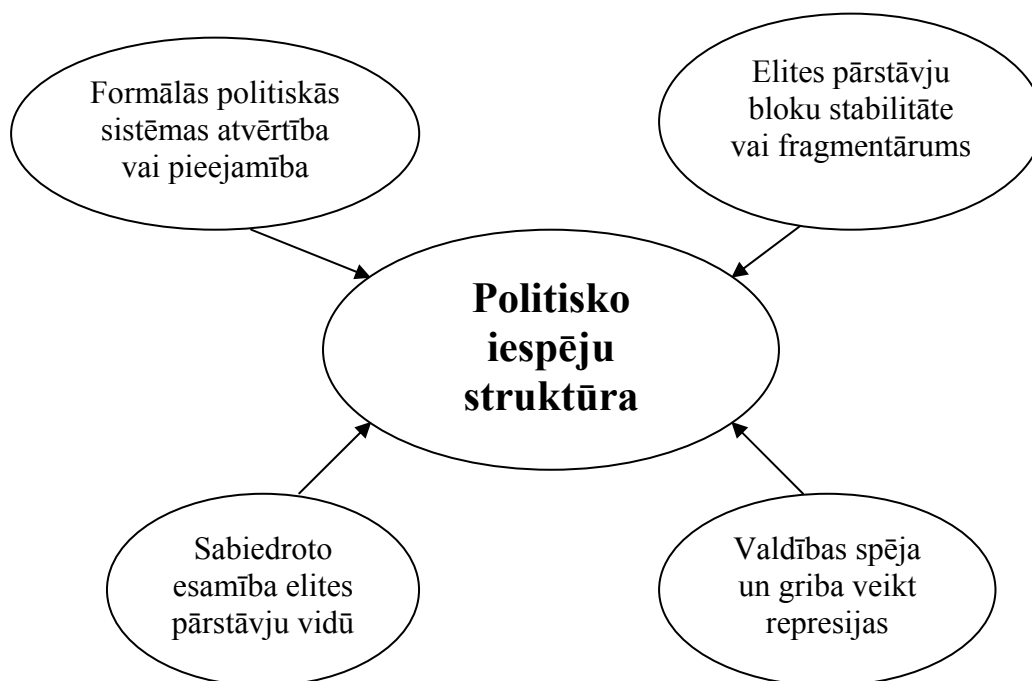 Formālās politiskās
sistēmas atvērtība
vai pieejamība
Elites pārstāvju
bloku stabilitāte
vai fragmentārums
Politisko
iespēju
struktūra
Sabiedroto
esamība elites
pārstāvju vidū
Valdības spēja
un griba veikt
represijas